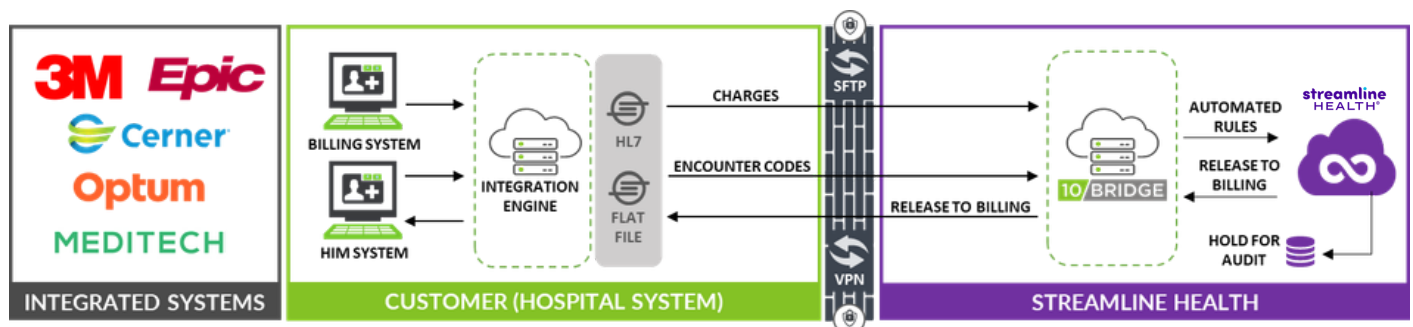 3M
Epic
Cerner
Optum
MEDITECH
INTEGRATED SYSTEMS
BILLING SYSTEM
HIM SYSTEM
INTEGRATION
ENGINE
HL7
FLAT
FILE
CHARGES
ENCOUNTER CODES
RELEASE TO BILLING
CUSTOMER (HOSPITAL SYSTEM)
SFTP
VPN
10/BRIDGE
AUTOMATED
RULES
RELEASE TO
BILLING
HOLD FOR
AUDIT
streamline
HEALTH®
STREAMLINE HEALTH